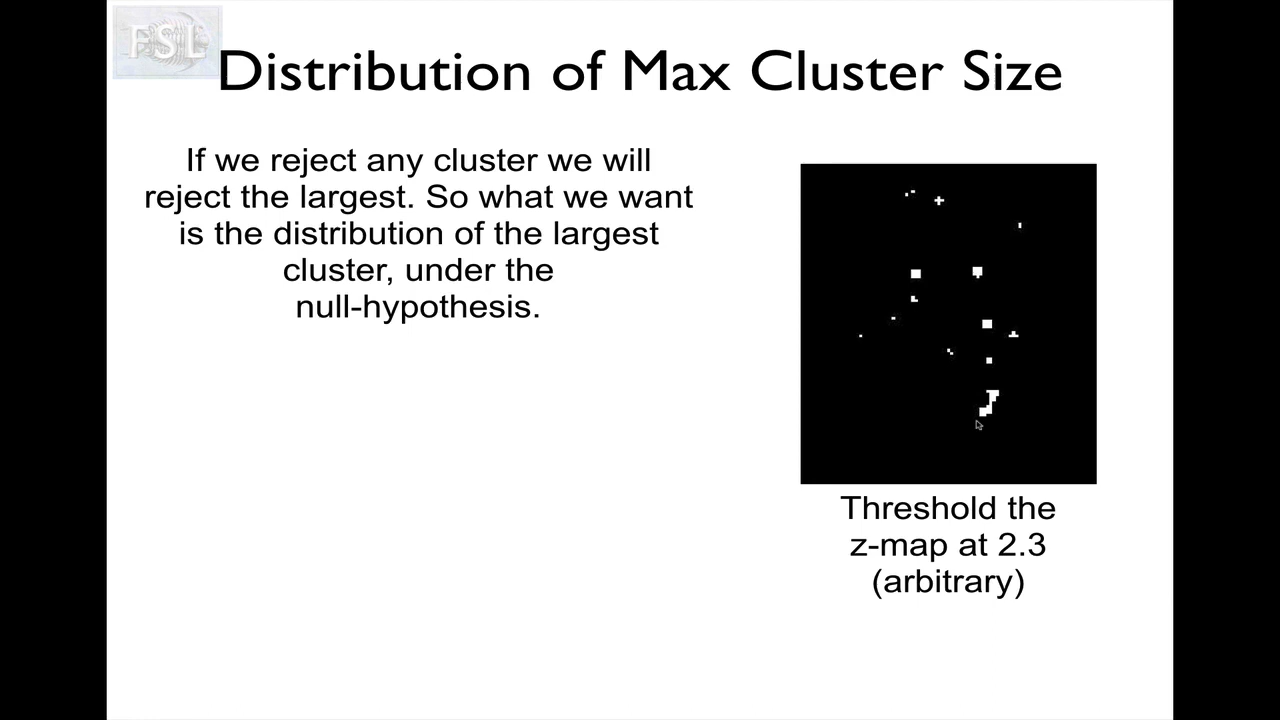 FSL
Distribution of Max Cluster Size
If we reject any cluster we will
reject the largest. So what we want
is the distribution of the largest
cluster, under the
null-hypothesis.
Threshold the
z-map at 2.3
(arbitrary)